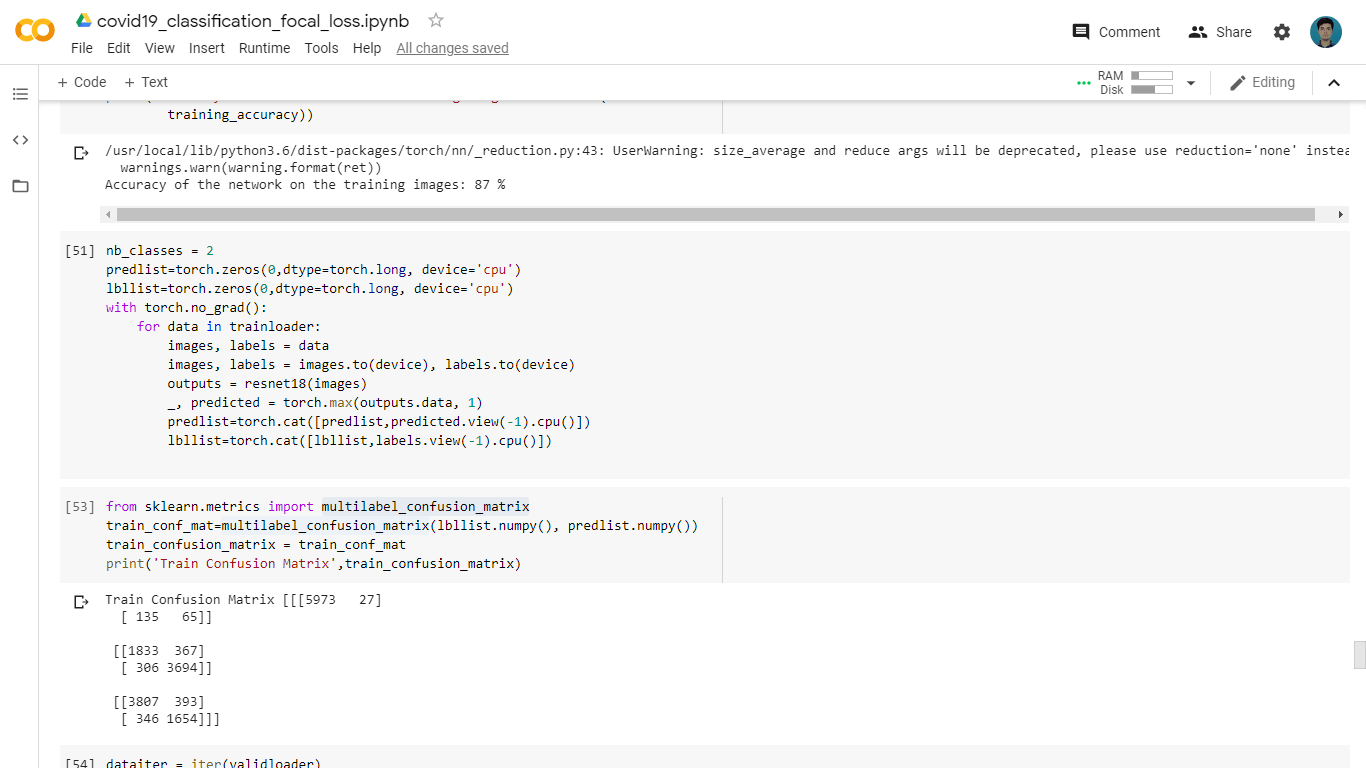 covid19_classification_focal_loss.ipynb
File Edit View Insert Runtime Tools Help All changes saved
Comment Share
+ Code + Text
RAM
Disk
Editing
training_accuracy))
/usr/local/lib/python3.6/dist-packages/torch/nn/_reduction.py:43: UserWarning: size_average and reduce args will be deprecated, please use reduction='none' instea
warnings.warn(warning.format(ret))
Accuracy of the network on the training images: 87 %
[51] nb_classes = 2
predlist=torch.zeros(0,dtype=torch.long, device='cpu')
lbllist=torch.zeros(0,dtype=torch.long, device='cpu')
with torch.no_grad():
for data in trainloader:
images, labels = data
images, labels = images.to(device), labels.to(device)
outputs = resnet18(images)
_, predicted = torch.max(outputs.data, 1)
predlist=torch.cat([predlist,predicted.view(-1).cpu()])
lbllist=torch.cat([lbllist,labels.view(-1).cpu()])
[53] from sklearn.metrics import multilabel_confusion_matrix
train_conf_mat=multilabel_confusion_matrix(lbllist.numpy(), predlist.numpy())
train_confusion_matrix = train_conf_mat
print('Train Confusion Matrix',train_confusion_matrix)
Train Confusion Matrix [[[5973 27]
[ 135 65]]
[[1833 367]
[ 306 3694]]
[[3807 393]
[ 346 1654]]]
[54] dataiter = iter(validloader)